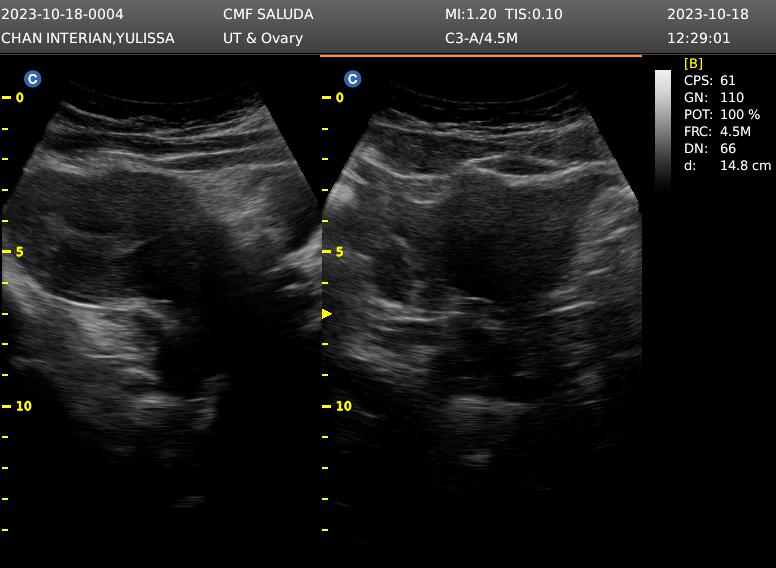 2023-10-18-0004 CMF SALUDA MI:1.20 TIS:0.10 2023-10-18
CHAN INTERIAN,YULISSA UT & Ovary C3-A/4.5M 12:29:01
[B]
CPS: 61
GN: 110
POT: 100 %
FRC: 4.5M
DN: 66
d: 14.8 cm
C C
0 0
5 5
10 10